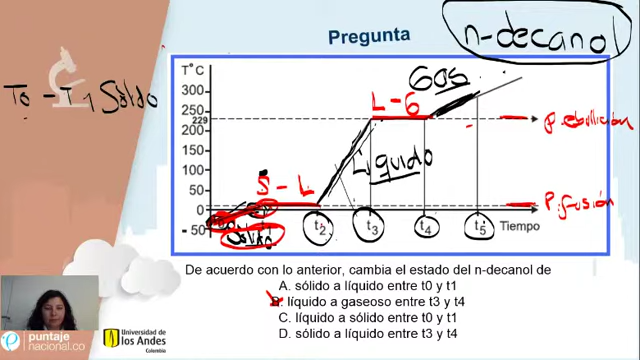 Pregunta
n-decanol
T°C
300
250
229
200
150
100
50
0
-50
To - T1 Sólido
Gas
L-G
P. ebullición
Líquido
S-L
P. fusión
Sólido
t2
t3
t4
t5
Tiempo
De acuerdo con lo anterior, cambia el estado del n-decanol de
A. sólido a líquido entre t0 y t1
B. líquido a gaseoso entre t3 y t4
C. líquido a sólido entre t0 y t1
D. sólido a líquido entre t3 y t4
puntaje
nacional.co
Universidad de
los Andes
Colombia